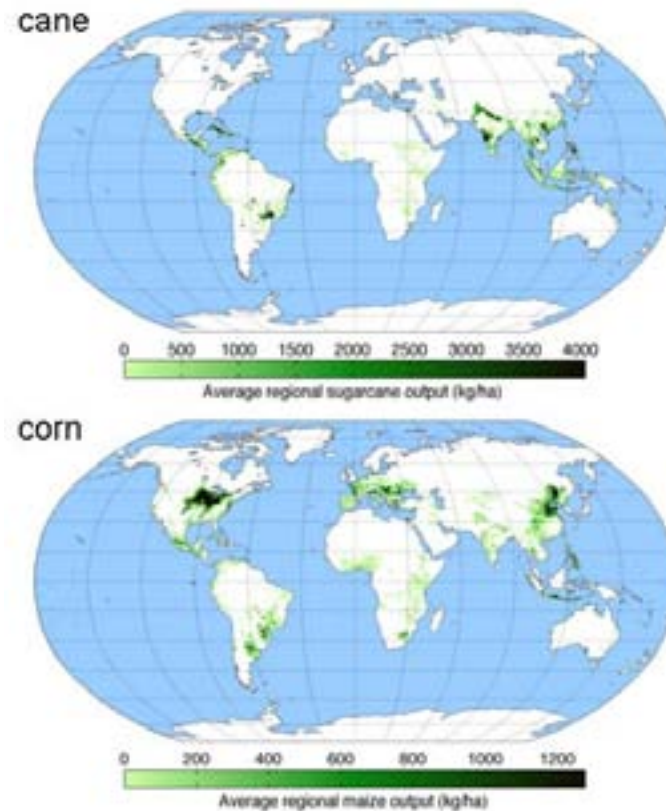 cane
0 500 1000 1500 2000 2500 3000 3500 4000
Average regional sugarcane output (kg/ha)
corn
0 200 400 600 800 1000 1200
Average regional maize output (kg/ha)